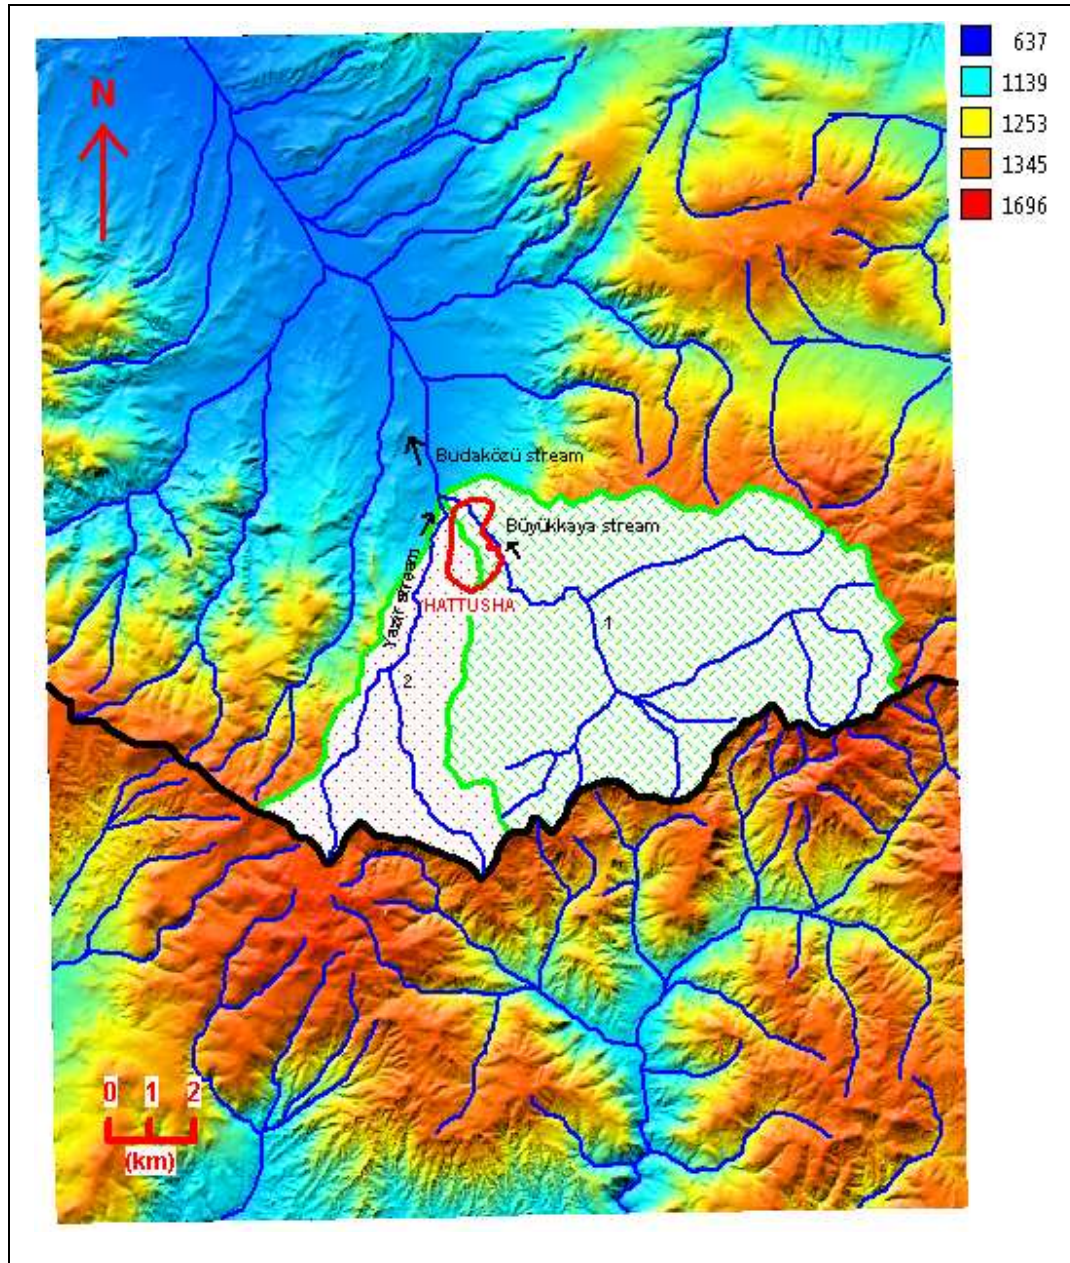 637
1139
1253
1345
1696
N
Budaközü stream
Büyükkaya stream
Yazır stream
HATTUSHA
1
2
0 1 2
(km)